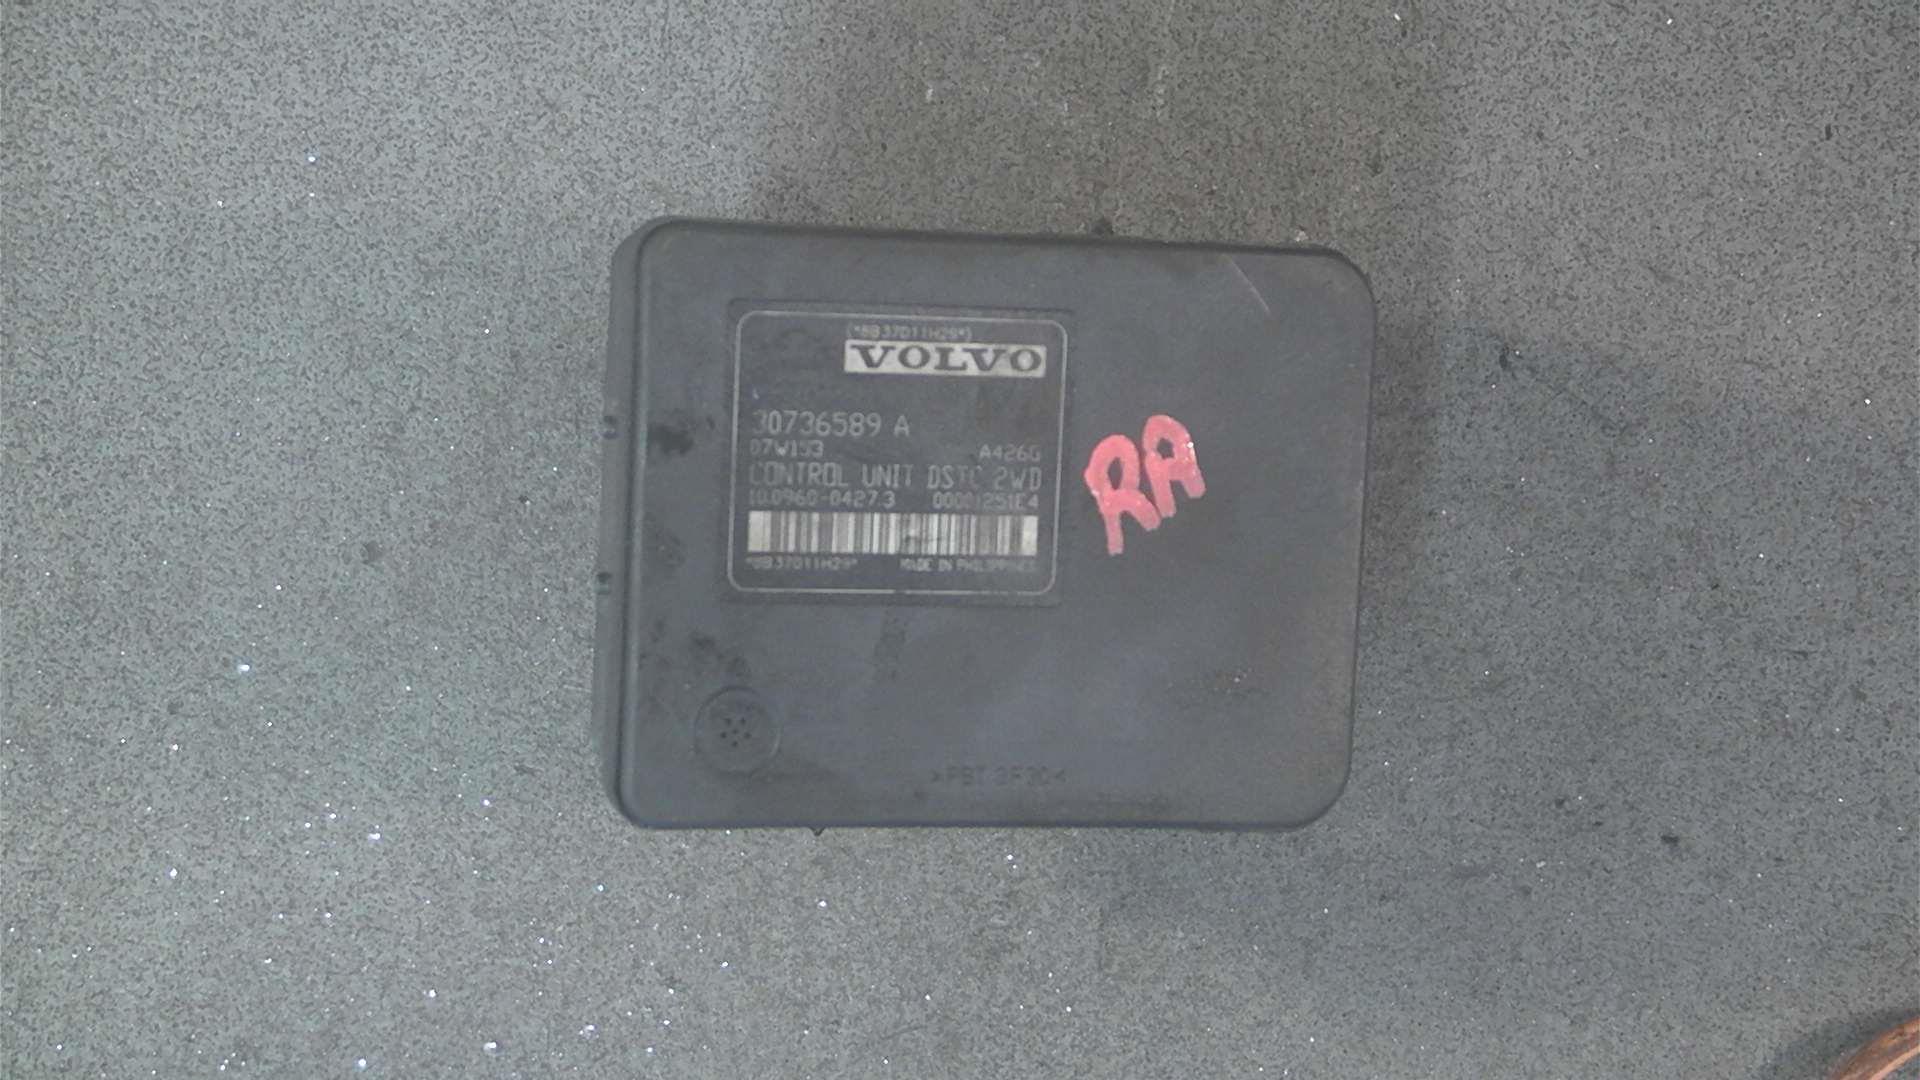 (*8B37011H29*)
VOLVO
30736589 A
07W153 A426G
CONTROL UNIT DSTC 2WD
10.0960-0427.3 00001251E4
*8B37011H29* MADE IN PHILIPPINES
RA